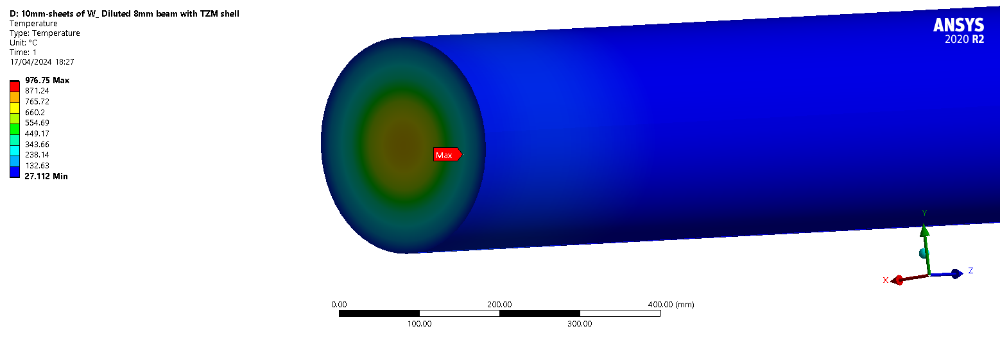 D: 10mm-sheets of W_ Diluted 8mm beam with TZM shell
Temperature
Type: Temperature
Unit: °C
Time: 1
17/04/2024 18:27
976.75 Max
871.24
765.72
660.2
554.69
449.17
343.66
238.14
132.63
27.112 Min
ANSYS
2020 R2
Max
Y
X
Z
0.00 200.00 400.00 (mm)
100.00 300.00